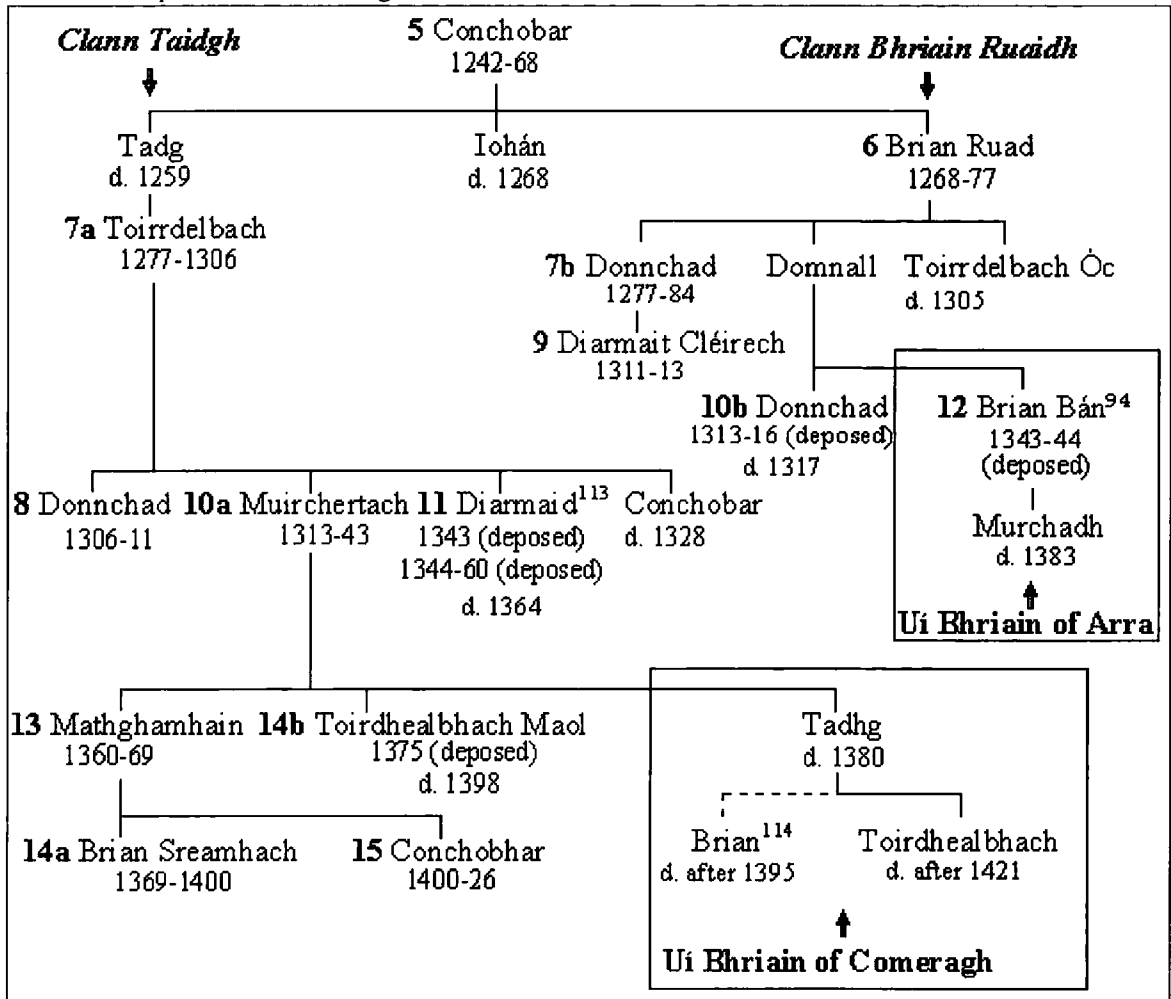 Clann Taidgh
5 Conchobar
1242-68
Clann Bhriain Ruaidh
Tadg
d. 1259
Iohán
d. 1268
6 Brian Ruad
1268-77
7a Toirrdelbach
1277-1306
7b Donnchad
1277-84
Domnall
Toirrdelbach Óc
d. 1305
9 Diarmait Cléirech
1311-13
10b Donnchad
1313-16 (deposed)
d. 1317
12 Brian Bán94
1343-44
(deposed)
Murchadh
d. 1383
Uí Bhriain of Arra
8 Donnchad
1306-11
10a Muirchertach
1313-43
11 Diarmaid113
1343 (deposed)
1344-60 (deposed)
d. 1364
Conchobar
d. 1328
13 Mathghamhain
1360-69
14b Toirdhealbhach Maol
1375 (deposed)
d. 1398
Tadhg
d. 1380
14a Brian Sreamhach
1369-1400
15 Conchobhar
1400-26
Brian114
d. after 1395
Toirdhealbhach
d. after 1421
Uí Bhriain of Comeragh